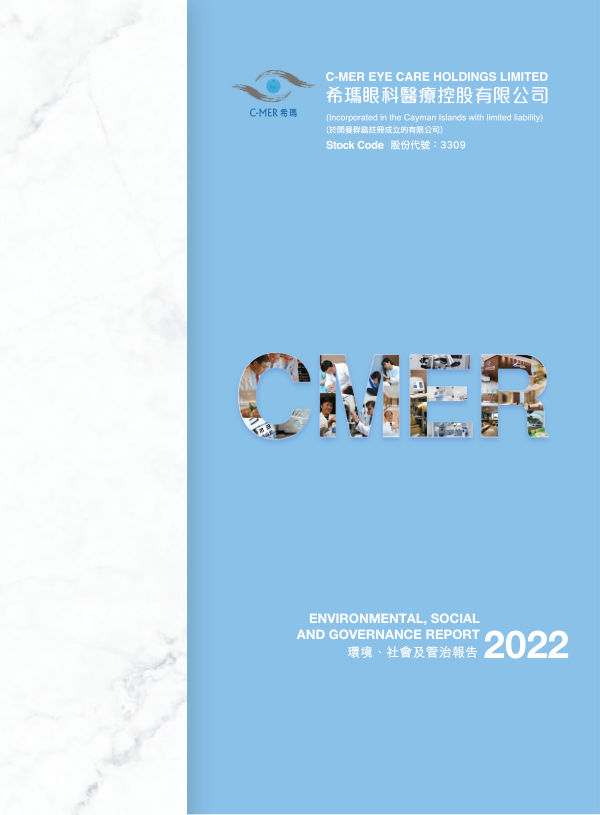 C-MER EYE CARE HOLDINGS LIMITED
希瑪眼科醫療控股有限公司
(Incorporated in the Cayman Islands with limited liability)
(於開曼群島註冊成立的有限公司)
Stock Code 股份代號：3309
C-MER 希瑪
CMER
ENVIRONMENTAL, SOCIAL
AND GOVERNANCE REPORT 2022
環境、社會及管治報告